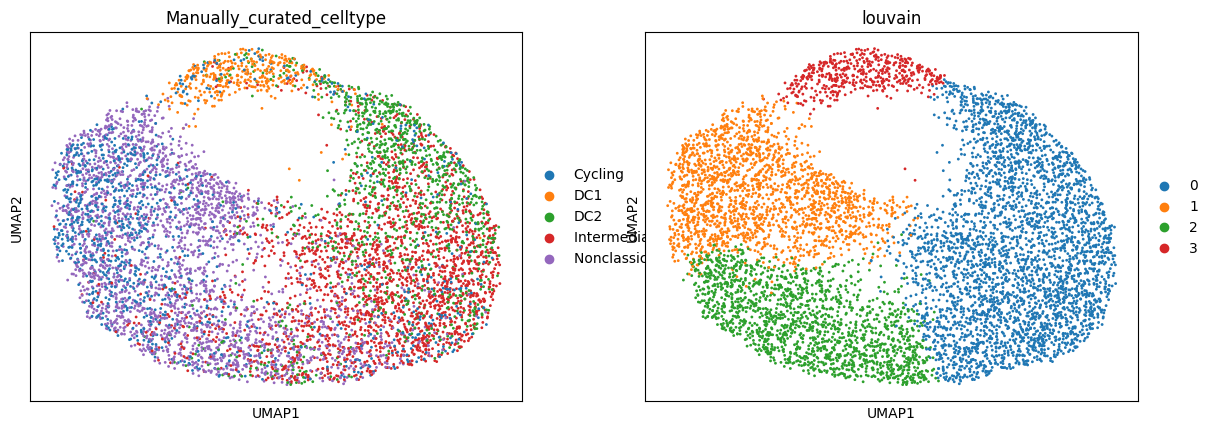 Manually_curated_celltype
UMAP2
UMAP1
Cycling
DC1
DC2
Intermedia
Nonclassic
louvain
UMAP2
UMAP1
0
1
2
3